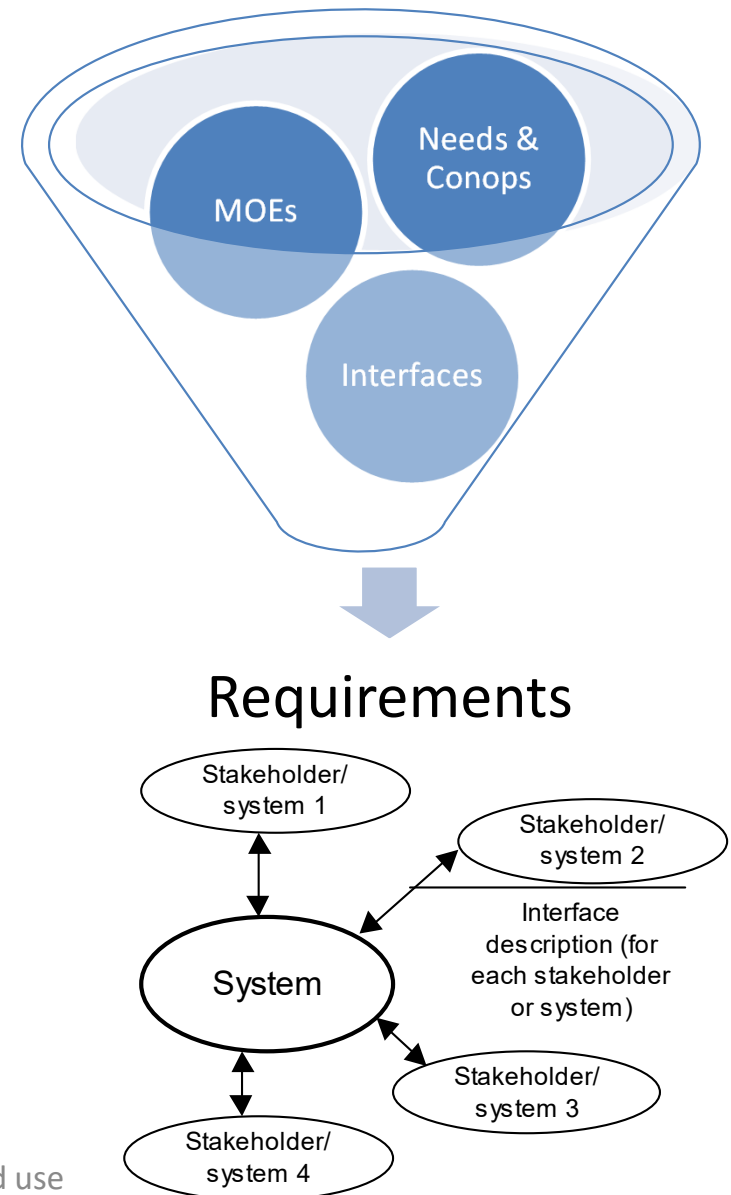 Needs &
Conops
MOEs
Interfaces
Requirements
Stakeholder/
system 1
Stakeholder/
system 2
Interface
description (for
each stakeholder
or system)
System
Stakeholder/
system 3
Stakeholder/
system 4
use